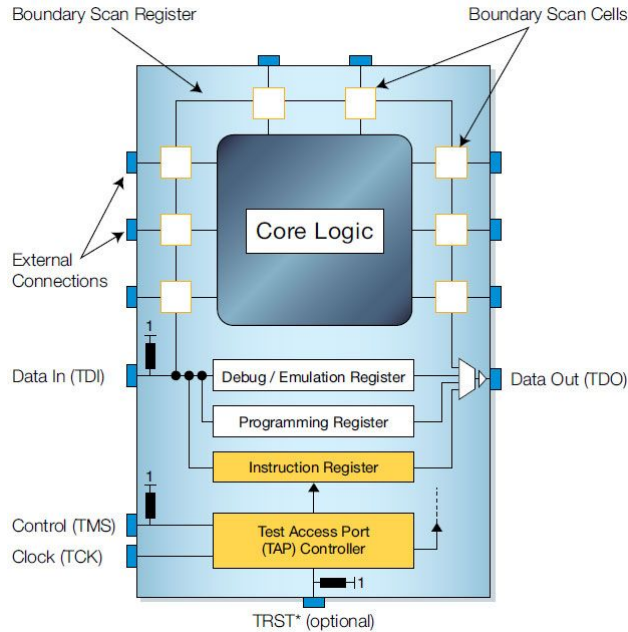 Boundary Scan Register
Boundary Scan Cells
Core Logic
External
Connections
1
Data In (TDI)
Debug / Emulation Register
Data Out (TDO)
Programming Register
Instruction Register
1
Control (TMS)
Test Access Port
(TAP) Controller
Clock (TCK)
1
TRST* (optional)